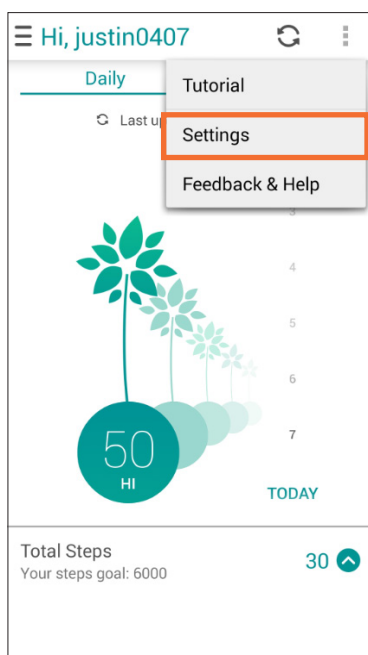 Hi, justin0407
Daily
Tutorial
Last
Settings
Feedback & Help
3
4
5
6
7
50
HI
TODAY
Total Steps
30
Your steps goal: 6000